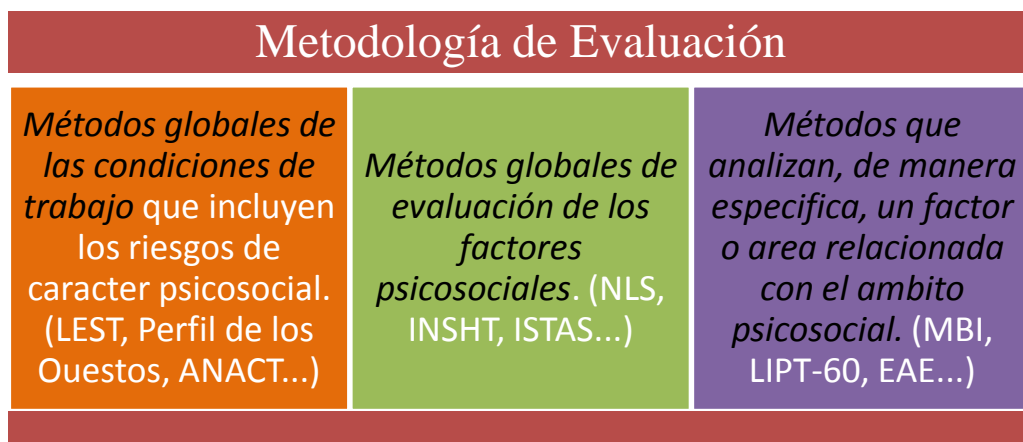 Metodología de Evaluación
Métodos globales de
las condiciones de
trabajo que incluyen
los riesgos de
caracter psicosocial.
(LEST, Perfil de los
Ouestos, ANACT...)
Métodos globales de
evaluación de los
factores
psicosociales. (NLS,
INSHT, ISTAS...)
Métodos que
analizan, de manera
especifica, un factor
o area relacionada
con el ambito
psicosocial. (MBI,
LIPT-60, EAE...)